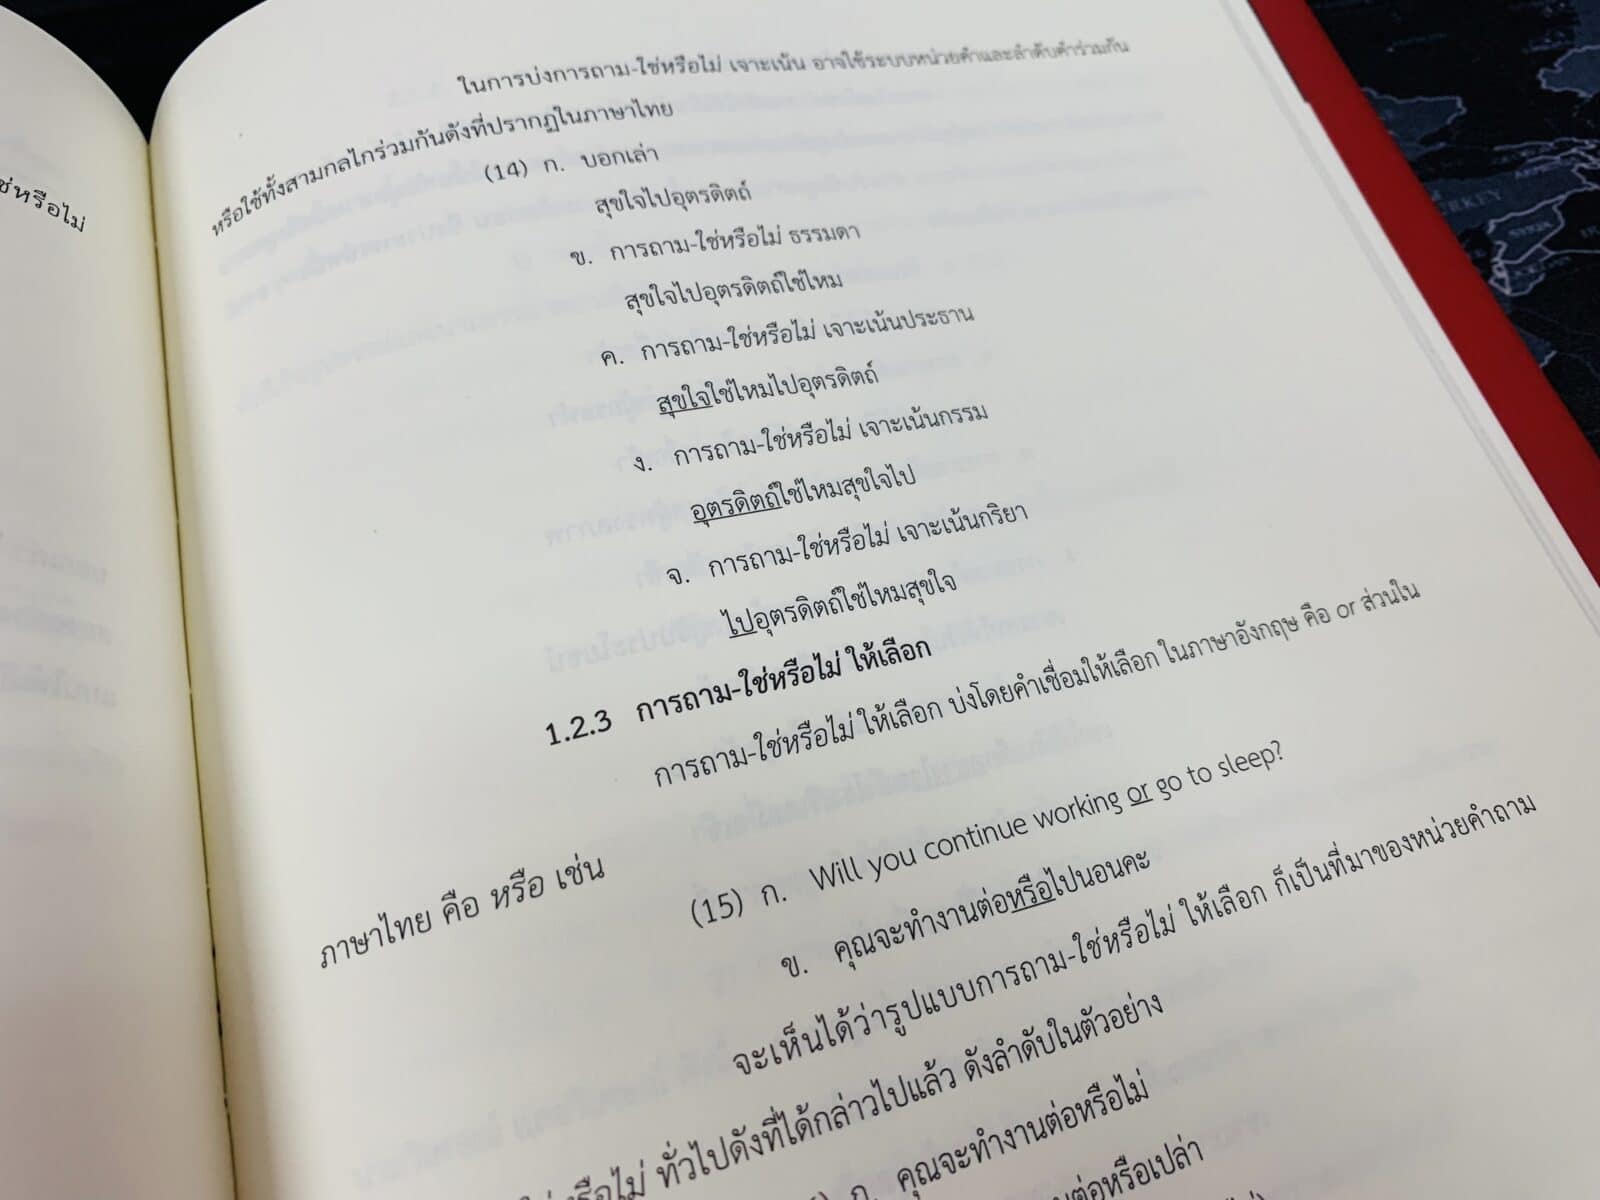 ช่หรือไม่
ในการบ่งการถาม-ใช่หรือไม่ เจาะเน้น อาจใช้ระบบหน่วยคำและลำดับคำร่วมกัน
หรือใช้ทั้งสามกลไกร่วมกันดังที่ปรากฏในภาษาไทย
(14) ก. บอกเล่า
สุขใจไปอุตรดิตถ์
ข. การถาม-ใช่หรือไม่ ธรรมดา
สุขใจไปอุตรดิตถ์ใช่ไหม
ค. การถาม-ใช่หรือไม่ เจาะเน้นประธาน
สุขใจใช่ไหมไปอุตรดิตถ์
ง. การถาม-ใช่หรือไม่ เจาะเน้นกรรม
อุตรดิตถ์ใช่ไหมสุขใจไป
จ. การถาม-ใช่หรือไม่ เจาะเน้นกริยา
ไปอุตรดิตถ์ใช่ไหมสุขใจ
1.2.3 การถาม-ใช่หรือไม่ ให้เลือก
การถาม-ใช่หรือไม่ ให้เลือก บ่งโดยคำเชื่อมให้เลือก ในภาษาอังกฤษ คือ or ส่วนใน
ภาษาไทย คือ หรือ เช่น
(15) ก. Will you continue working or go to sleep?
ข. คุณจะทำงานต่อหรือไปนอนคะ
จะเห็นได้ว่ารูปแบบการถาม-ใช่หรือไม่ ให้เลือก ก็เป็นที่มาของหน่วยคำถาม
หรือไม่ ทั่วไปดังที่ได้กล่าวไปแล้ว ดังลำดับในตัวอย่าง
ก. คุณจะทำงานต่อหรือไม่
ต่อหรือเปล่า
TURKEY